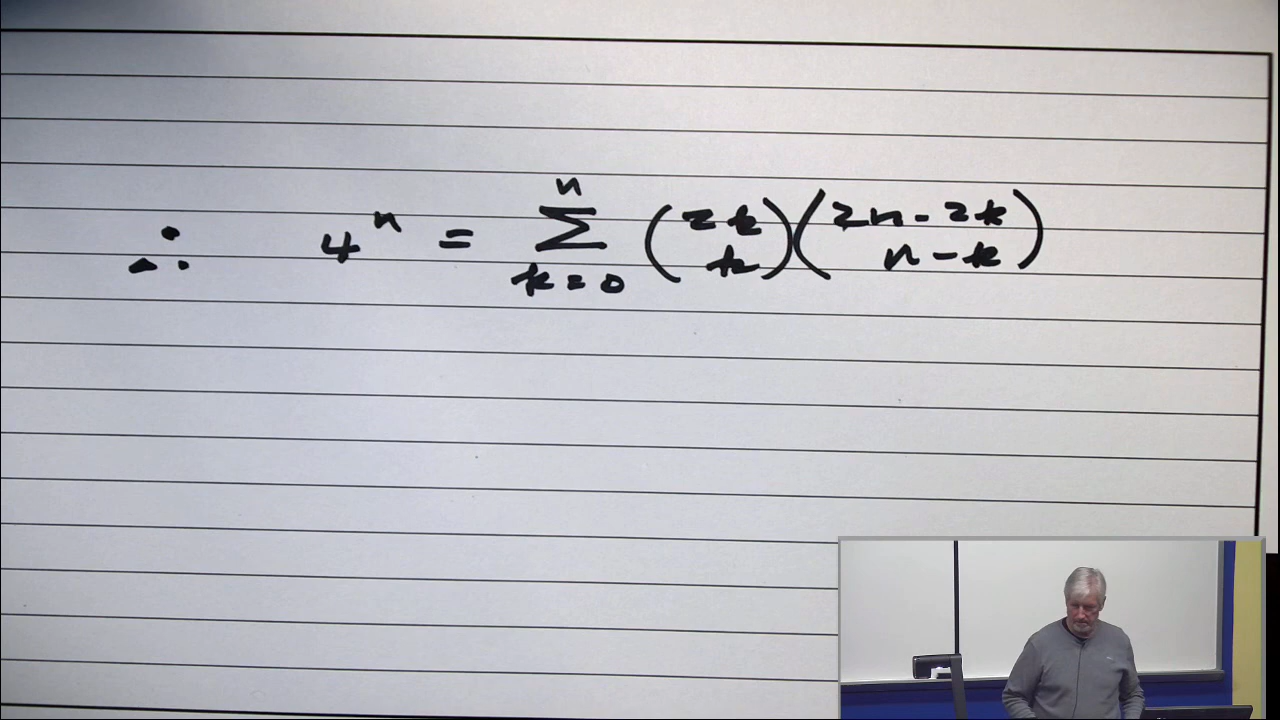 ∴ 4^n = \sum_{k=0}^{n} \binom{2k}{k} \binom{2n-2k}{n-k}